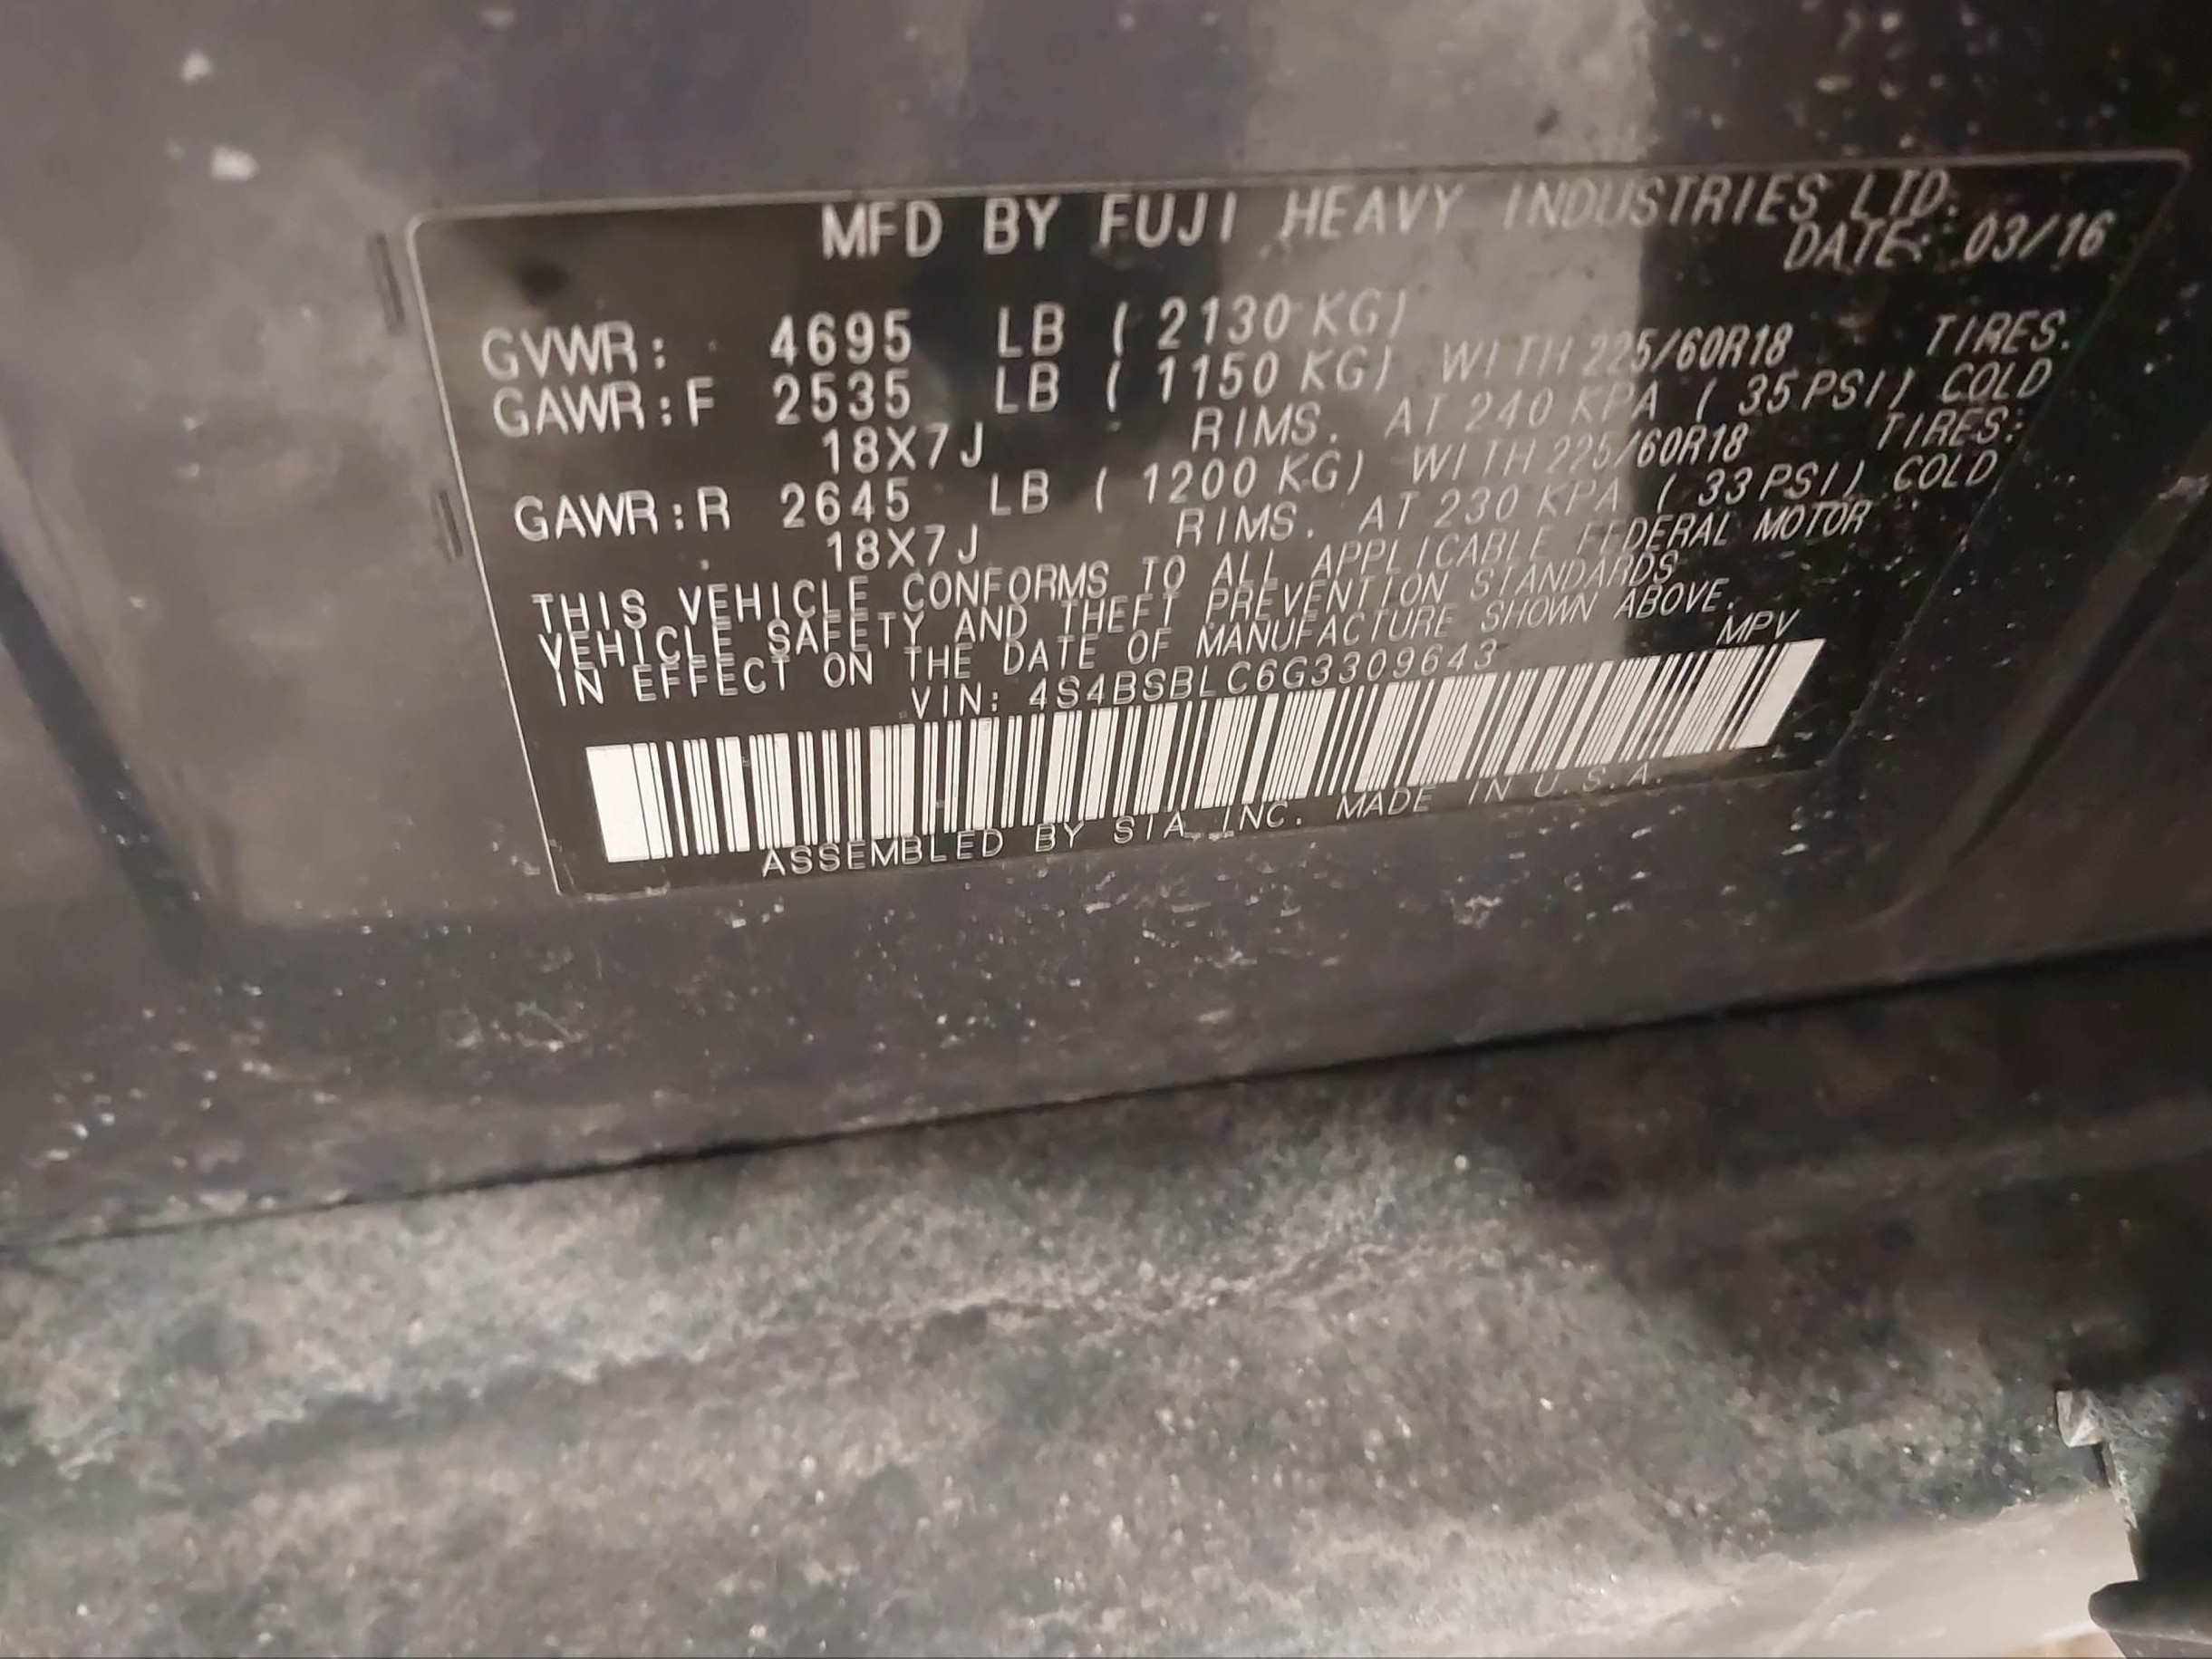 MFD BY FUJI HEAVY INDUSTRIES LTD.
DATE: 03/16
GVWR: 4695 LB ( 2130 KG)
GAWR:F 2535 LB ( 1150 KG) WITH 225/60R18 TIRES.
18X7J RIMS. AT 240 KPA ( 35 PSI) COLD
GAWR:R 2645 LB ( 1200 KG) WITH 225/60R18 TIRES:
18X7J RIMS. AT 230 KPA ( 33 PSI) COLD
THIS VEHICLE CONFORMS TO ALL APPLICABLE FEDERAL MOTOR
VEHICLE SAFETY AND THEFT PREVENTION STANDARDS
IN EFFECT ON THE DATE OF MANUFACTURE SHOWN ABOVE.
VIN: 4S4BSBLC6G3309643 MPV
ASSEMBLED BY SIA INC. MADE IN U.S.A.